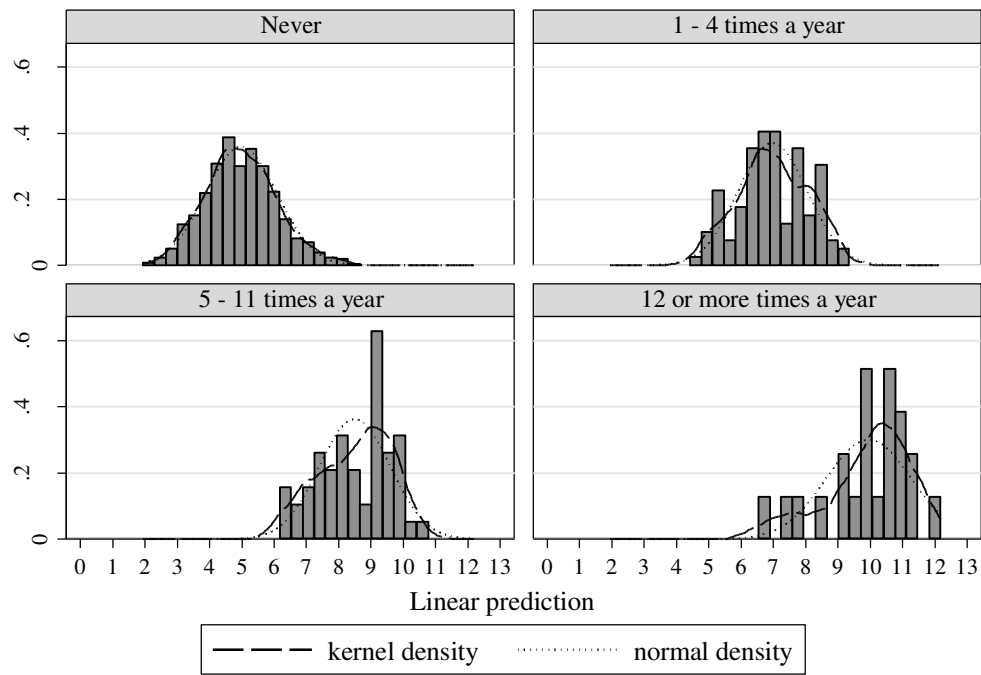 Never
1 - 4 times a year
0 .2 .4 .6
5 - 11 times a year
12 or more times a year
0 .2 .4 .6
0 1 2 3 4 5 6 7 8 9 10 11 12 13 0 1 2 3 4 5 6 7 8 9 10 11 12 13
Linear prediction
kernel density normal density